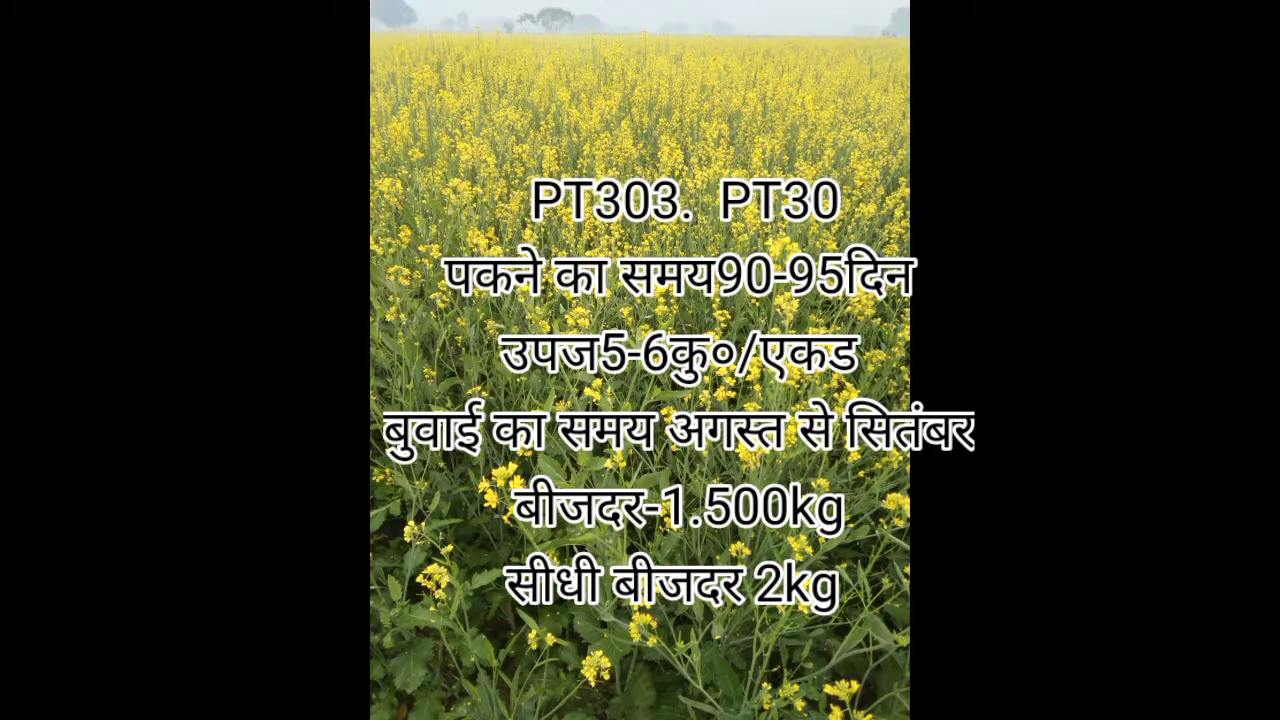 PT303. PT30
पकने का समय90-95दिन
उपज5-6कु०/एकड
बुवाई का समय अगस्त से सितंबर
बीजदर-1.500kg
सीधी बीजदर 2kg